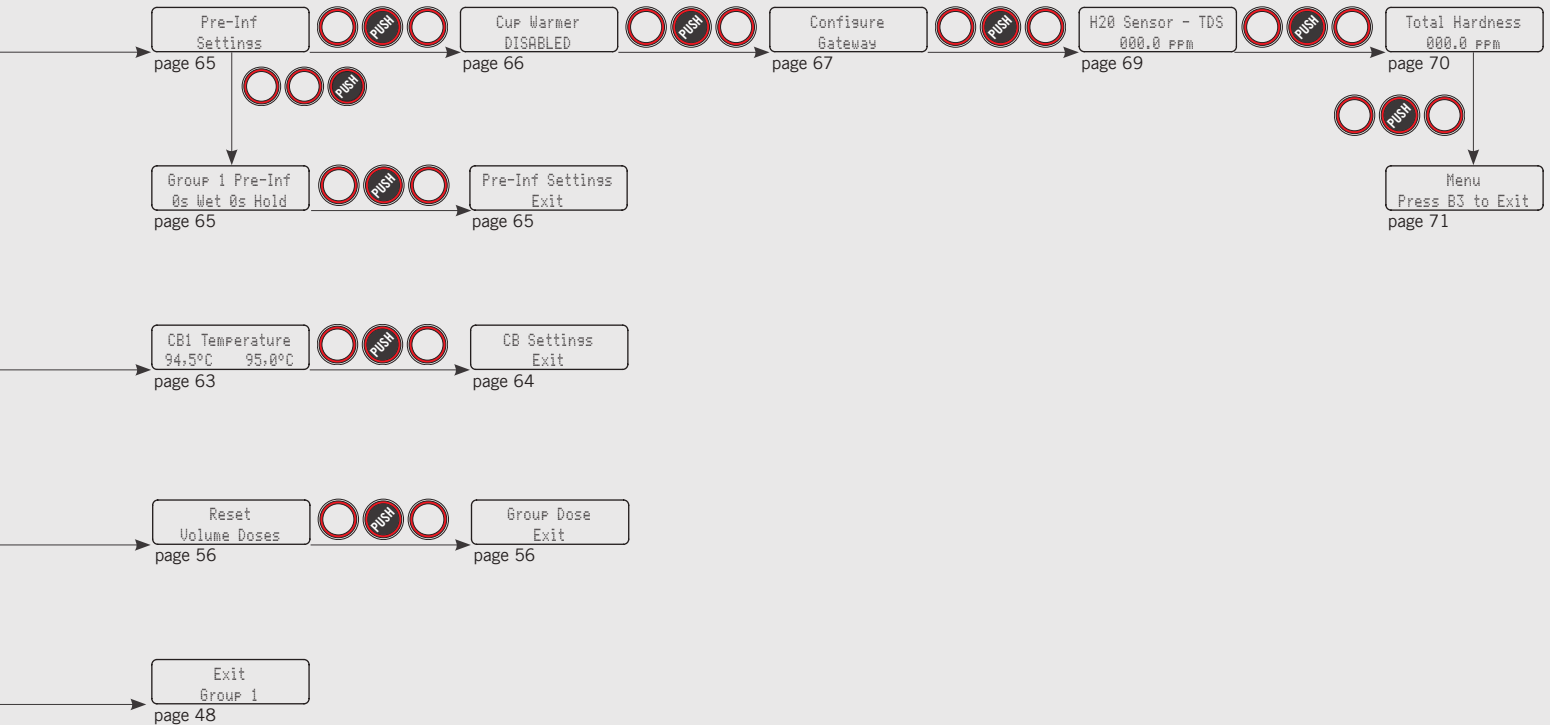 Pre-Inf
Settings
page 65
PUSH
Cup Warmer
DISABLED
page 66
PUSH
Configure
Gateway
page 67
PUSH
H20 Sensor - TDS
000.0 ppm
page 69
PUSH
Total Hardness
000.0 ppm
page 70
PUSH
PUSH
Menu
Press B3 to Exit
page 71
Group 1 Pre-Inf
0s Wet 0s Hold
page 65
PUSH
Pre-Inf Settings
Exit
page 65
CB1 Temperature
94,5°C 95,0°C
page 63
PUSH
CB Settings
Exit
page 64
Reset
Volume Doses
page 56
PUSH
Group Dose
Exit
page 56
Exit
Group 1
page 48